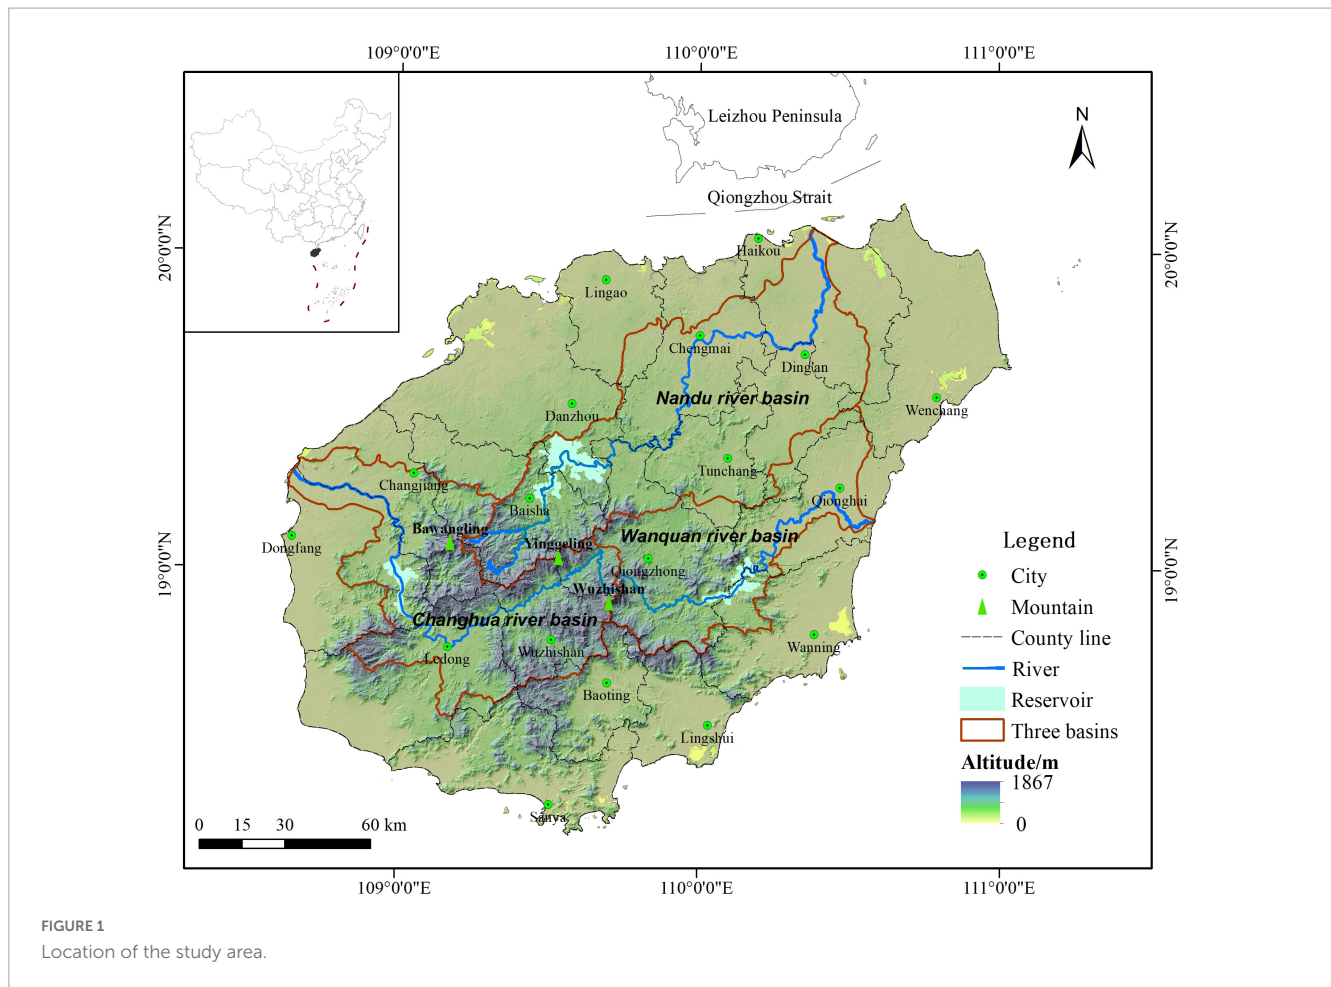 109°0'0"E
110°0'0"E
111°0'0"E
Leizhou Peninsula
N
Qiongzhou Strait
20°0'0"N
20°0'0"N
Haikou
Lingao
Chengmai
Ding'an
Nandu river basin
Wenchang
Danzhou
Tunchang
Changjiang
Qionghai
Baisha
Bawangling
Wanquan river basin
Yinggeling
Dongfang
Legend
19°0'0"N
19°0'0"N
Qiongzhong
City
Wuzhishan
Mountain
Changhua river basin
County line
Wanning
Wuzhishan
Ledong
River
Baoting
Reservoir
Three basins
Lingshui
Altitude/m
1867
0
Sanya
0 15 30 60 km
109°0'0"E
110°0'0"E
111°0'0"E
FIGURE 1
Location of the study area.